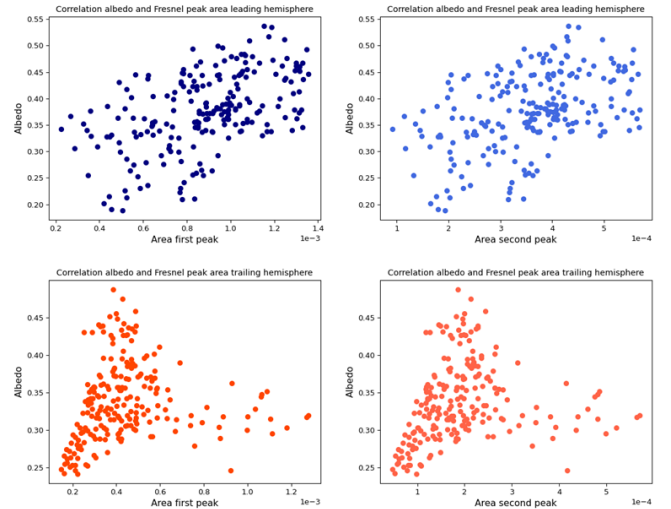 Correlation albedo and Fresnel peak area leading hemisphere
0.55
0.50
0.45
0.40
0.35
0.30
0.25
0.20
Albedo
0.2 0.4 0.6 0.8 1.0 1.2 1.4
1e−3
Area first peak
Correlation albedo and Fresnel peak area leading hemisphere
0.55
0.50
0.45
0.40
0.35
0.30
0.25
0.20
Albedo
1 2 3 4 5
1e−4
Area second peak
Correlation albedo and Fresnel peak area trailing hemisphere
0.45
0.40
0.35
0.30
0.25
Albedo
0.2 0.4 0.6 0.8 1.0 1.2
1e−3
Area first peak
Correlation albedo and Fresnel peak area trailing hemisphere
0.45
0.40
0.35
0.30
0.25
Albedo
1 2 3 4 5
1e−4
Area second peak